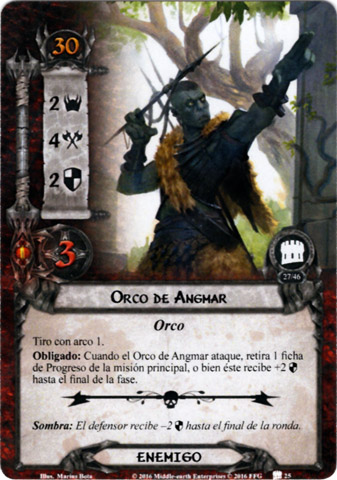 30
2
4
2
3
27/46
Orco de Angmar
Orco
Tiro con arco 1.
Obligado: Cuando el Orco de Angmar ataque, retira 1 ficha
de Progreso de la misión principal, o bien éste recibe +2
hasta el final de la fase.
Sombra: El defensor recibe –2 hasta el final de la ronda.
ENEMIGO
Illus. Marius Bota
© 2016 Middle-earth Enterprises © 2016 FFG
25